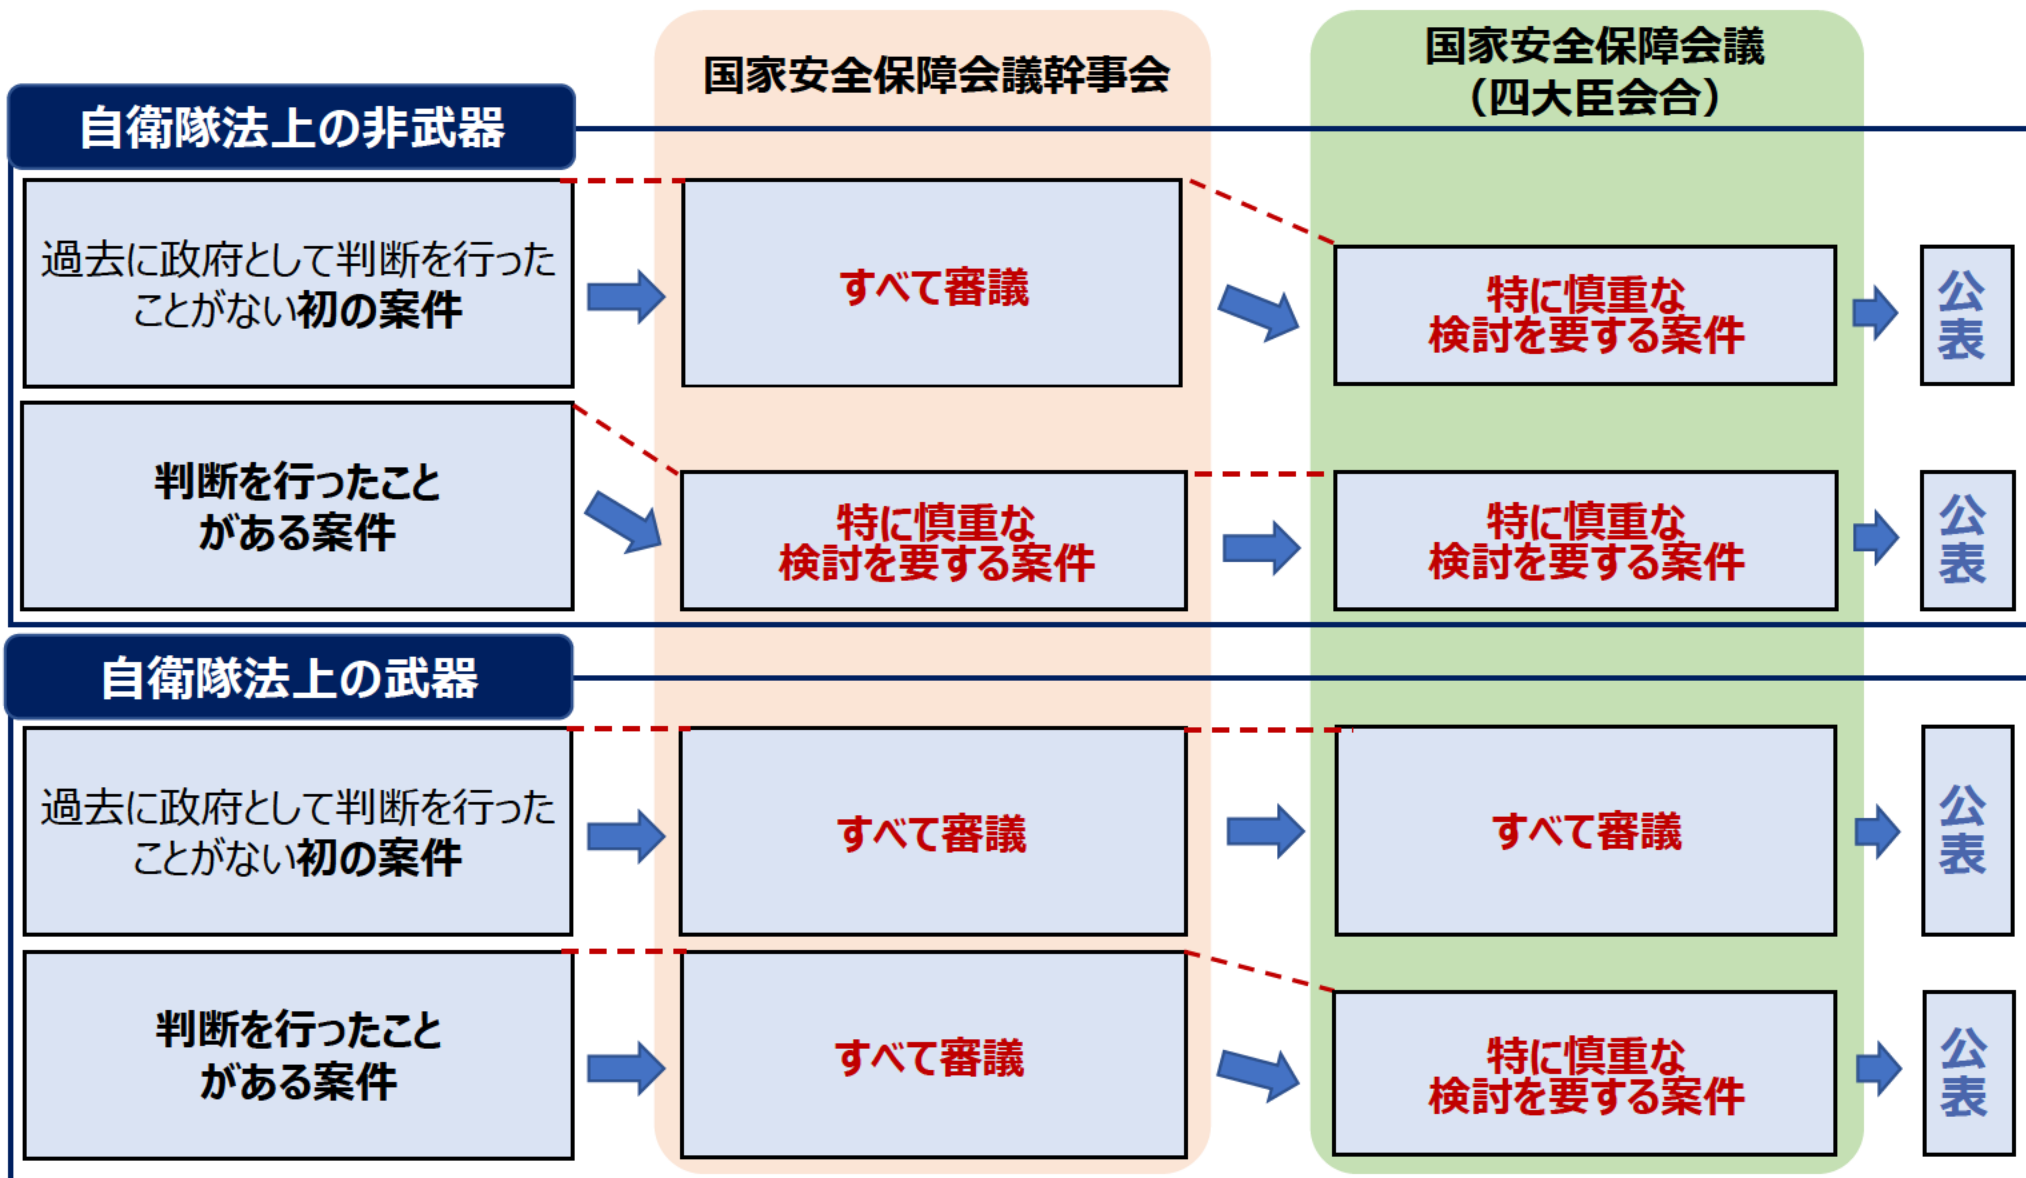 国家安全保障会議幹事会
国家安全保障会議
（四大臣会合）
自衛隊法上の非武器
過去に政府として判断を行った
ことがない初の案件
すべて審議
特に慎重な
検討を要する案件
公
表
判断を行ったこと
がある案件
特に慎重な
検討を要する案件
特に慎重な
検討を要する案件
公
表
自衛隊法上の武器
過去に政府として判断を行った
ことがない初の案件
すべて審議
すべて審議
公
表
判断を行ったこと
がある案件
すべて審議
特に慎重な
検討を要する案件
公
表